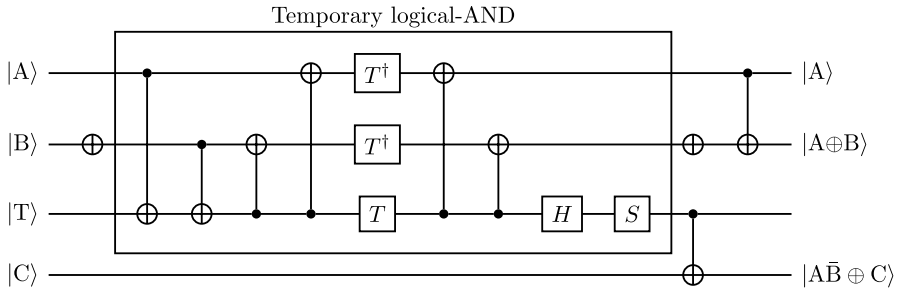 Temporary logical-AND
|A⟩ T† |A⟩
|B⟩ T† |A⊕B⟩
|T⟩ T H S
|C⟩ |AB̄ ⊕ C⟩